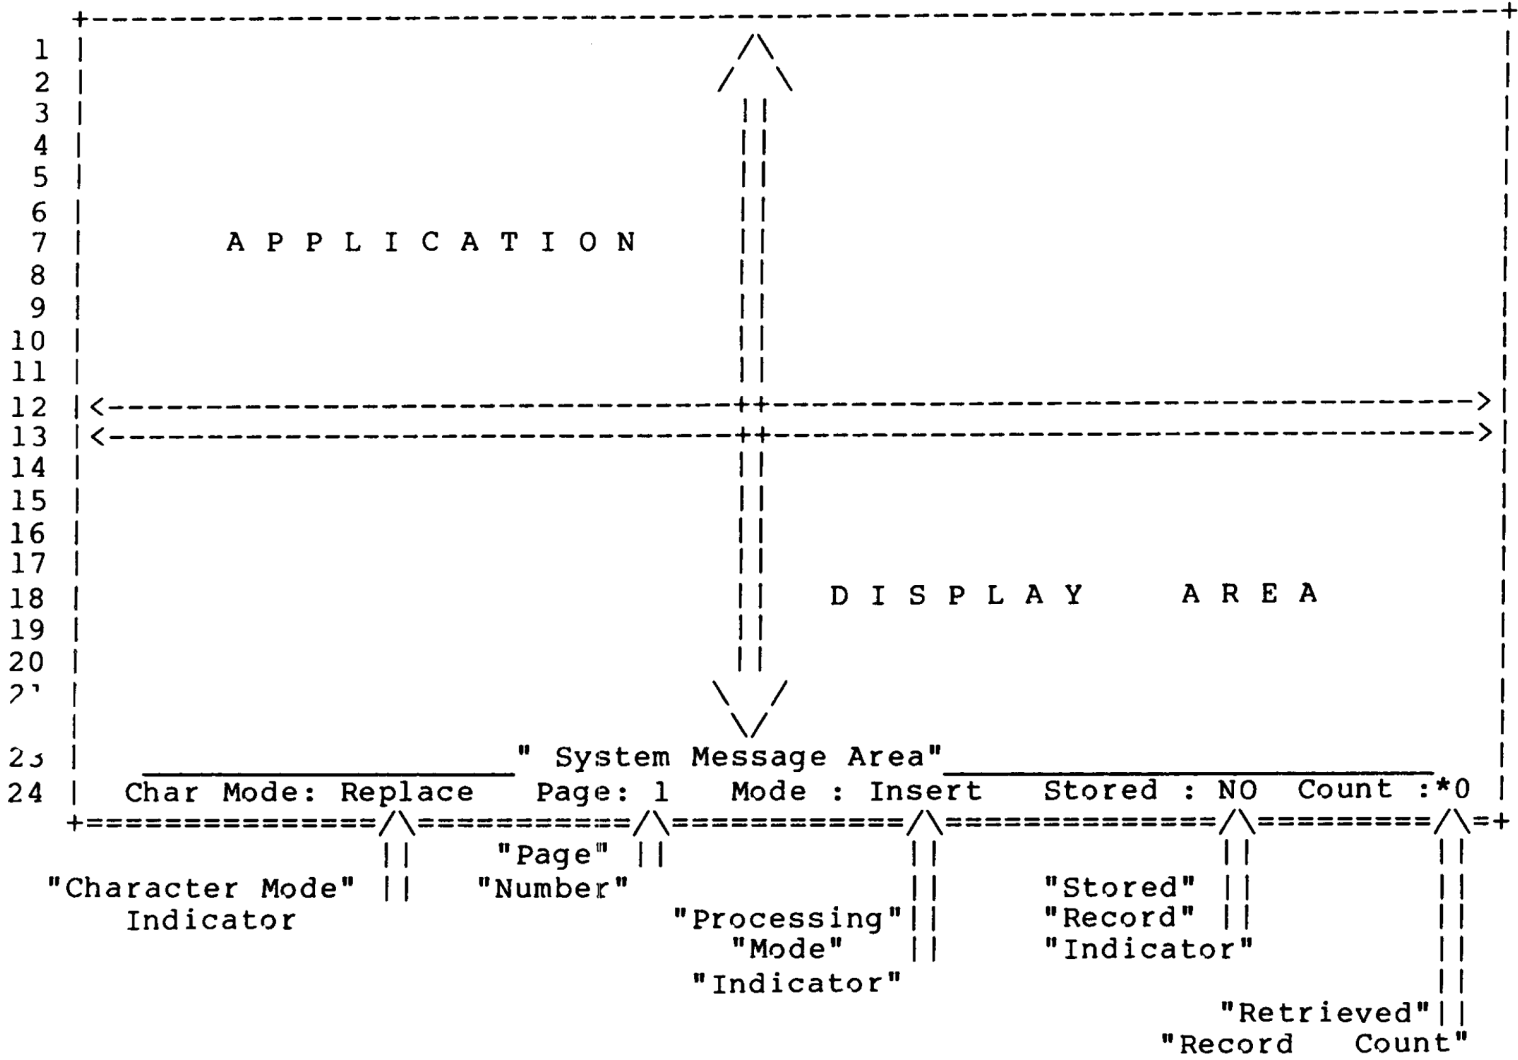 +------------------------------------------------------------------------+
1 | /\ |
2 | / \ |
3 | || |
4 | || |
5 | || |
6 | || |
7 | A P P L I C A T I O N || |
8 | || |
9 | || |
10 | || |
11 | || |
12 |<---------------------------------++------------------------------------->|
13 |<---------------------------------++------------------------------------->|
14 | || |
15 | || |
16 | || |
17 | || |
18 | || D I S P L A Y A R E A |
19 | || |
20 | || |
| \ / |
| " System Message Area" |
24 | Char Mode: Replace Page: 1 Mode : Insert Stored : NO Count :*0 |
+===============/\===========/\============/\==============/\==========/\=+
"Page" ||
"Character Mode" || "Number"
Indicator
"Processing" ||
"Mode" ||
"Indicator"
"Stored" ||
"Record" ||
"Indicator"
"Retrieved" ||
"Record Count"